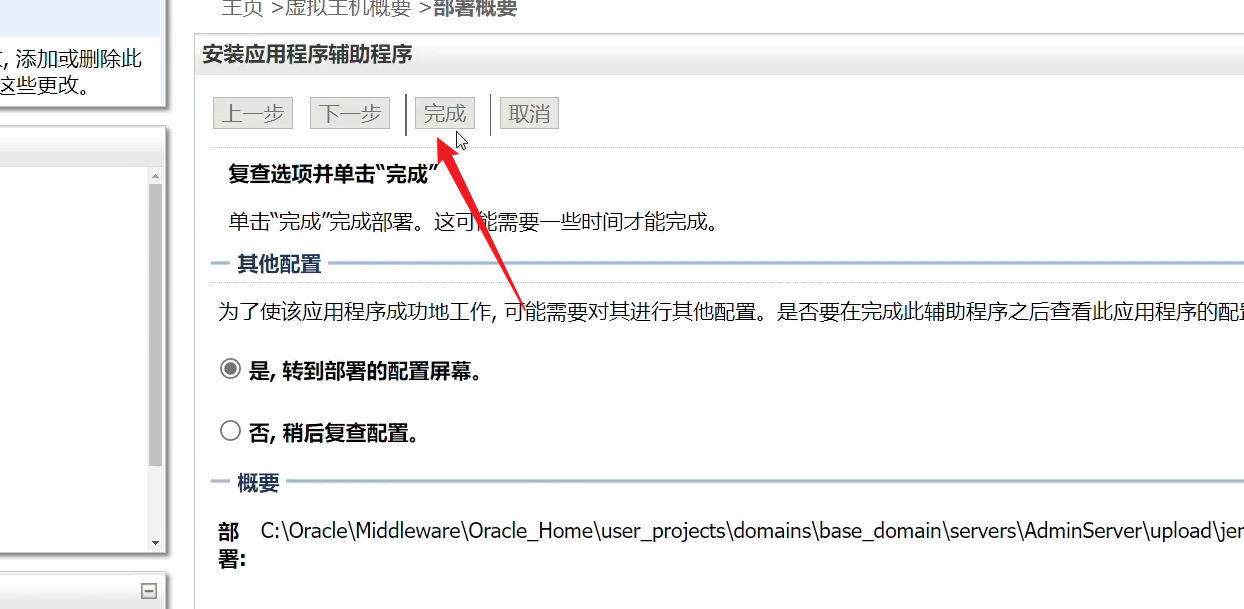 主页 >虚拟主机概要 >部署概要
, 添加或删除此
这些更改。
安装应用程序辅助程序
上一步 下一步 完成 取消
复查选项并单击“完成”
单击“完成”完成部署。这可能需要一些时间才能完成。
其他配置
为了使该应用程序成功地工作, 可能需要对其进行其他配置。是否要在完成此辅助程序之后查看此应用程序的配置
是, 转到部署的配置屏幕。
否, 稍后复查配置。
概要
部署: C:\Oracle\Middleware\Oracle_Home\user_projects\domains\base_domain\servers\AdminServer\upload\jer